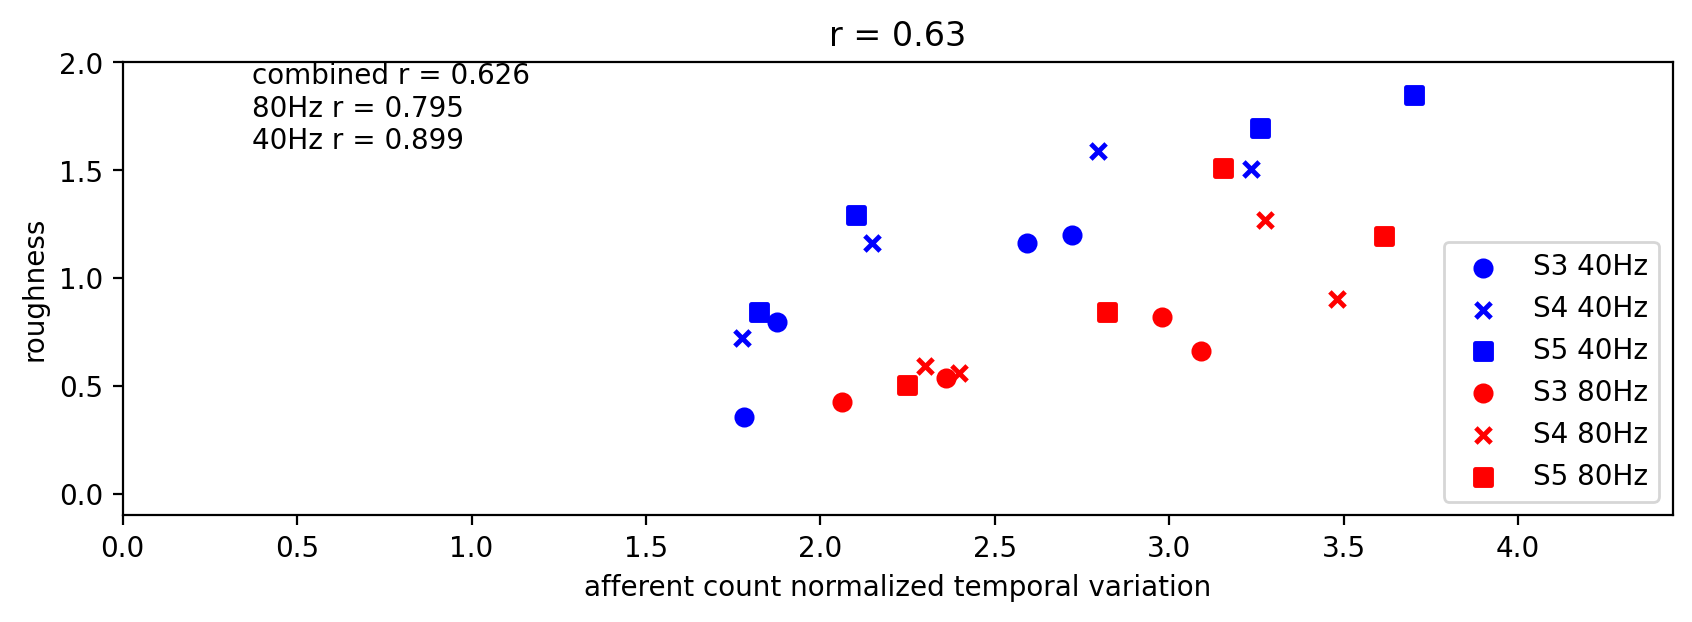 r = 0.63
combined r = 0.626
80Hz r = 0.795
40Hz r = 0.899
2.0
1.5
1.0
0.5
0.0
roughness
S3 40Hz
S4 40Hz
S5 40Hz
S3 80Hz
S4 80Hz
S5 80Hz
0.0 0.5 1.0 1.5 2.0 2.5 3.0 3.5 4.0
afferent count normalized temporal variation